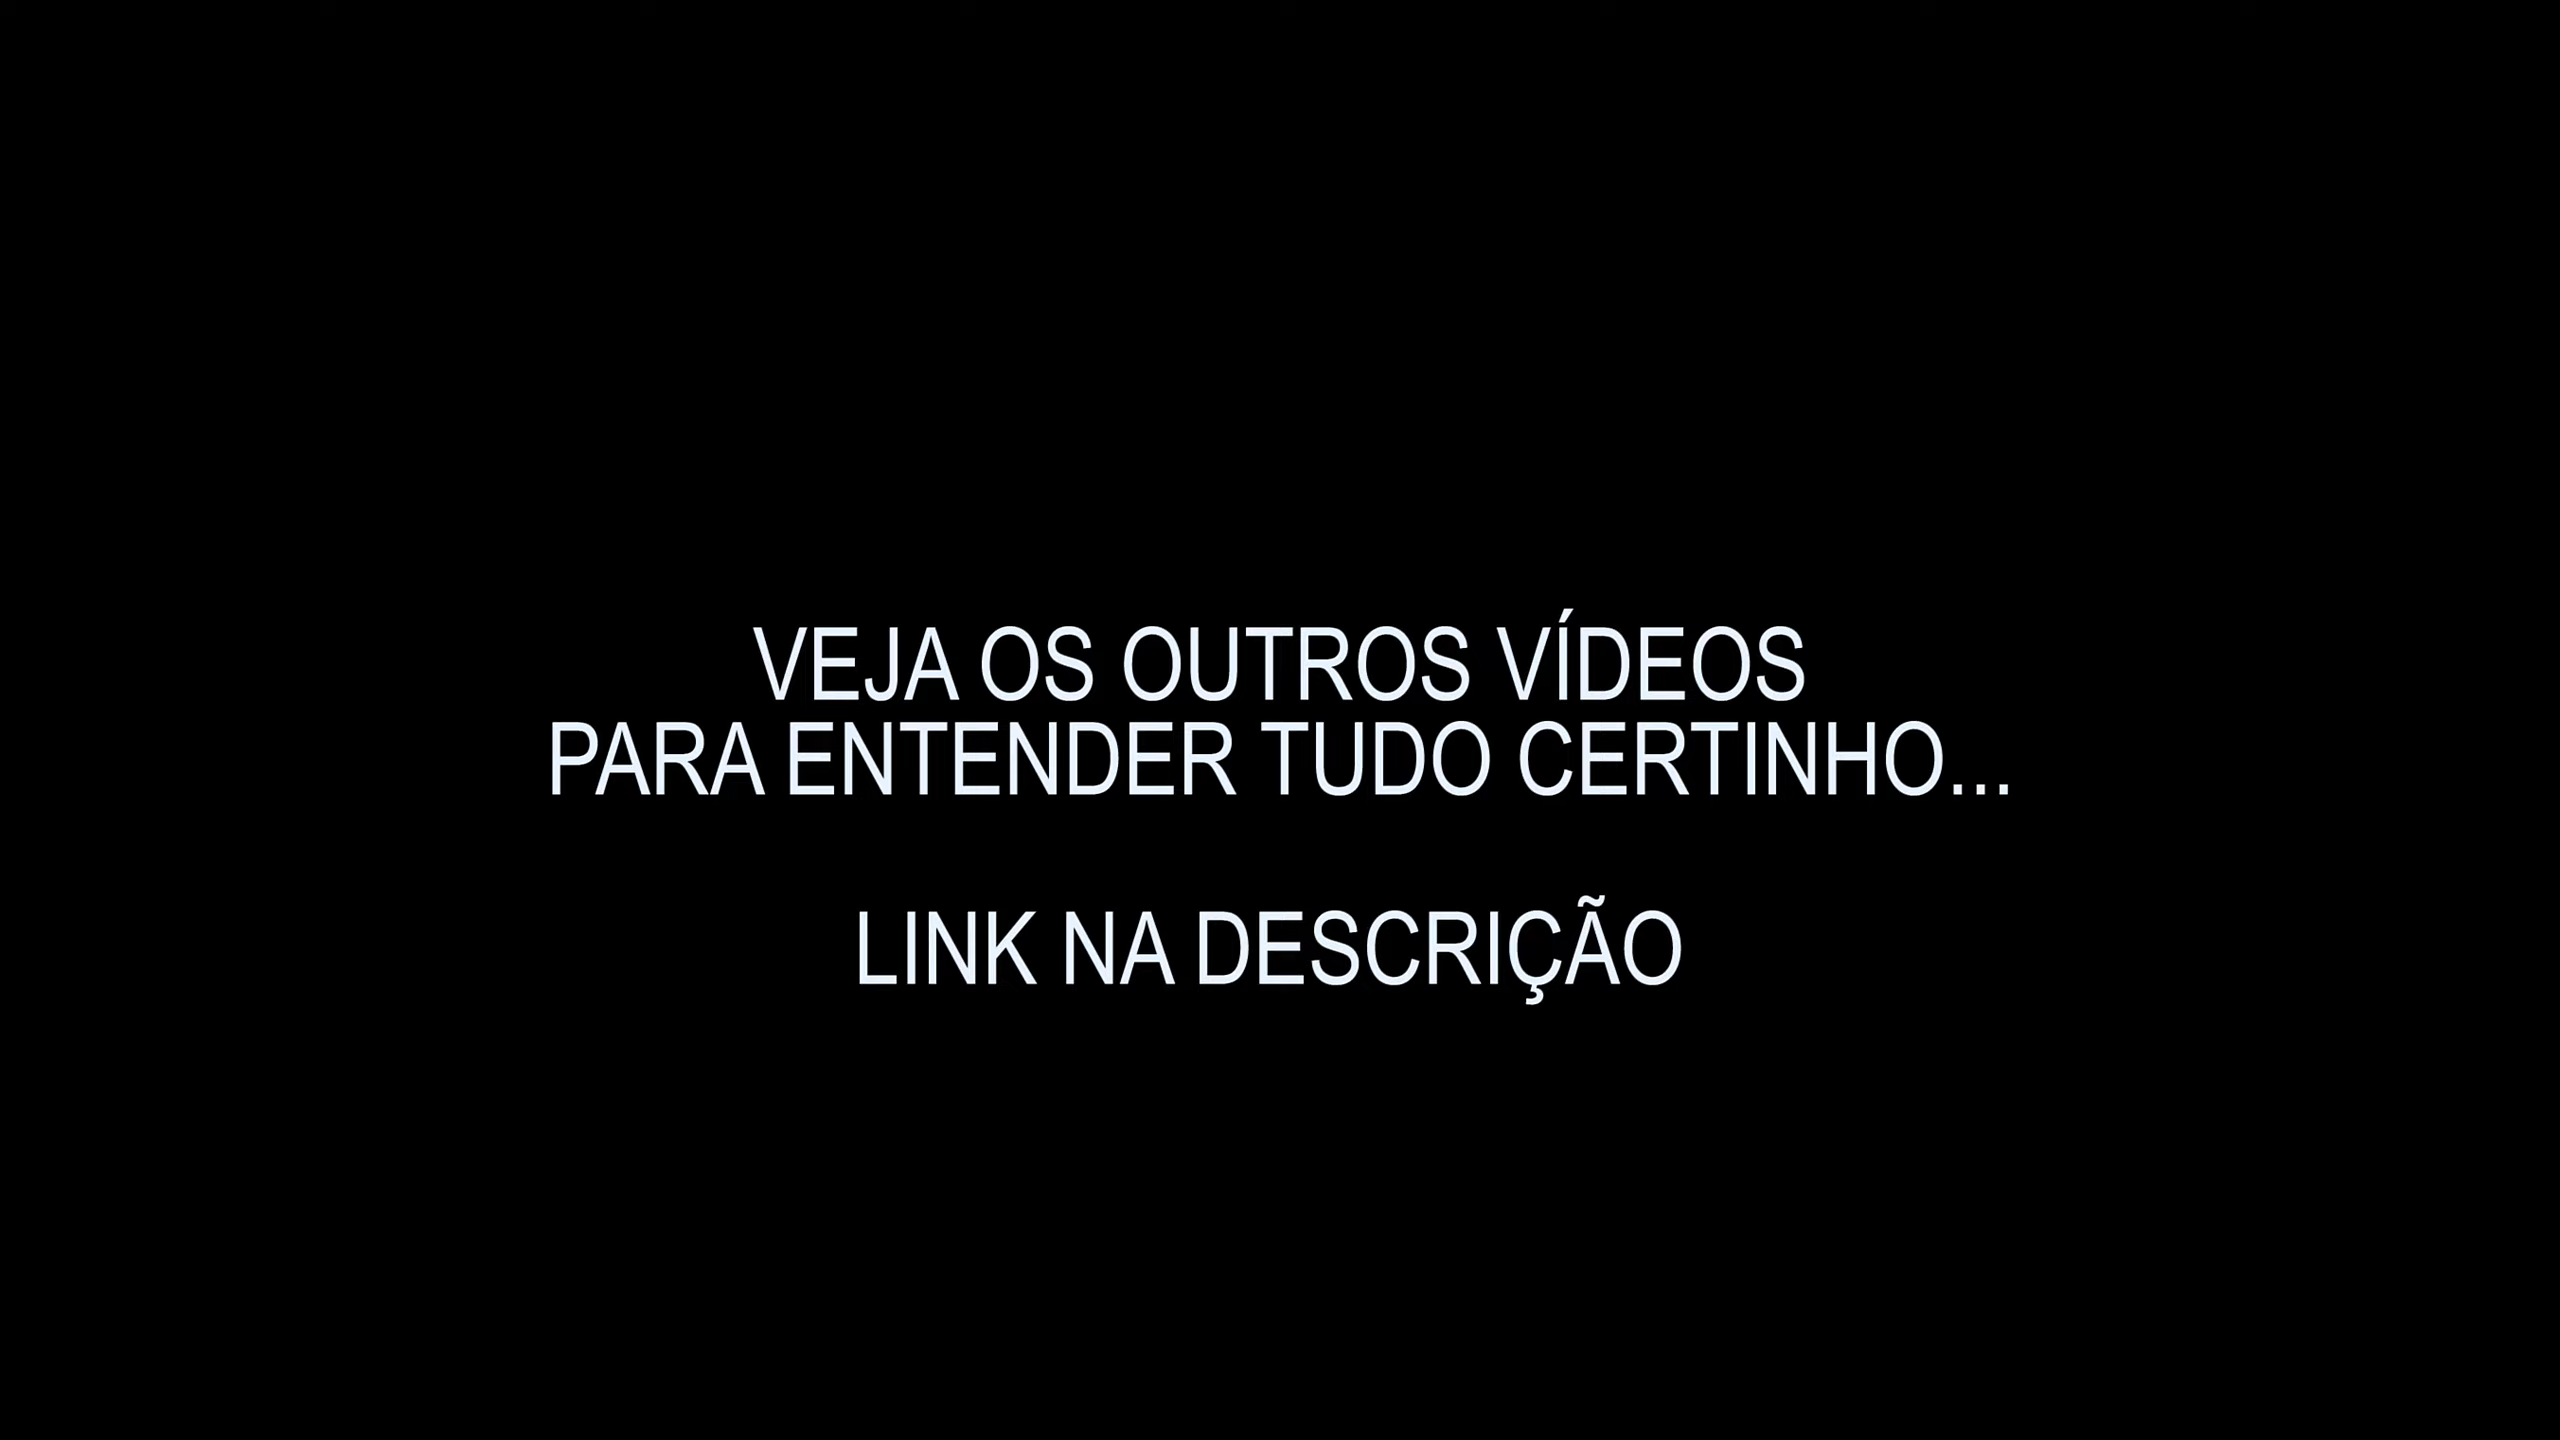 VEJA OS OUTROS VÍDEOS
PARA ENTENDER TUDO CERTINHO...
LINK NA DESCRIÇÃO